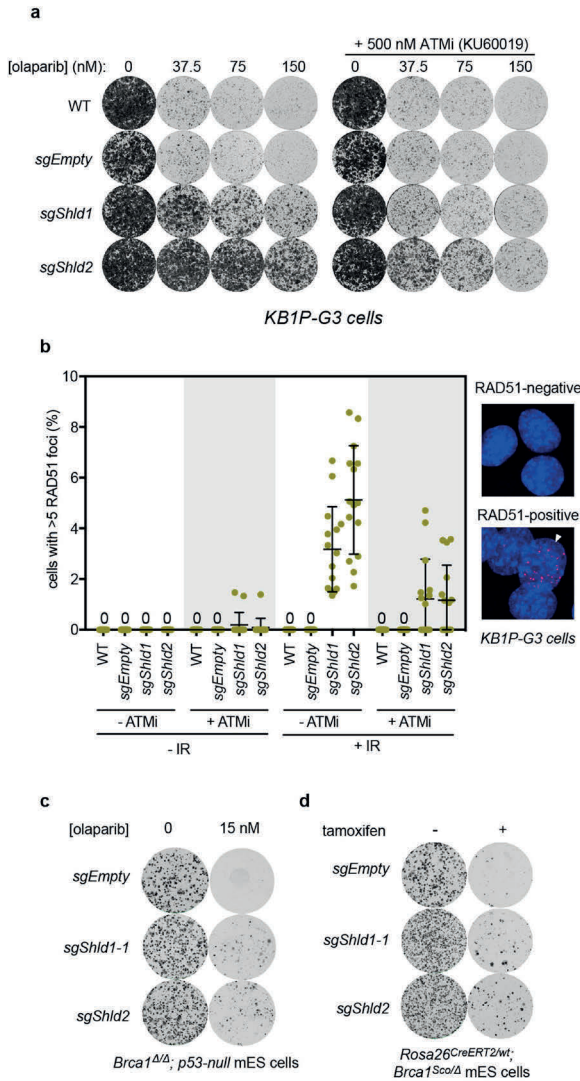 a
+ 500 nM ATMi (KU60019)
[olaparib] (nM): 0 37.5 75 150 0 37.5 75 150
WT
sgEmpty
sgShld1
sgShld2
KB1P-G3 cells
b
cells with >5 RAD51 foci (%)
10
8
6
4
2
0
0 0 0 0 0 0 0 0 0 0
WT sgEmpty sgShld1 sgShld2 WT sgEmpty sgShld1 sgShld2 WT sgEmpty sgShld1 sgShld2 WT sgEmpty sgShld1 sgShld2
- ATMi + ATMi - ATMi + ATMi
- IR + IR
RAD51-negative
RAD51-positive
KB1P-G3 cells
c
[olaparib] 0 15 nM
sgEmpty
sgShld1-1
sgShld2
Brca1Δ/Δ; p53-null mES cells
d
tamoxifen - +
sgEmpty
sgShld1-1
sgShld2
Rosa26CreERT2/wt;
Brca1Sco/Δ mES cells